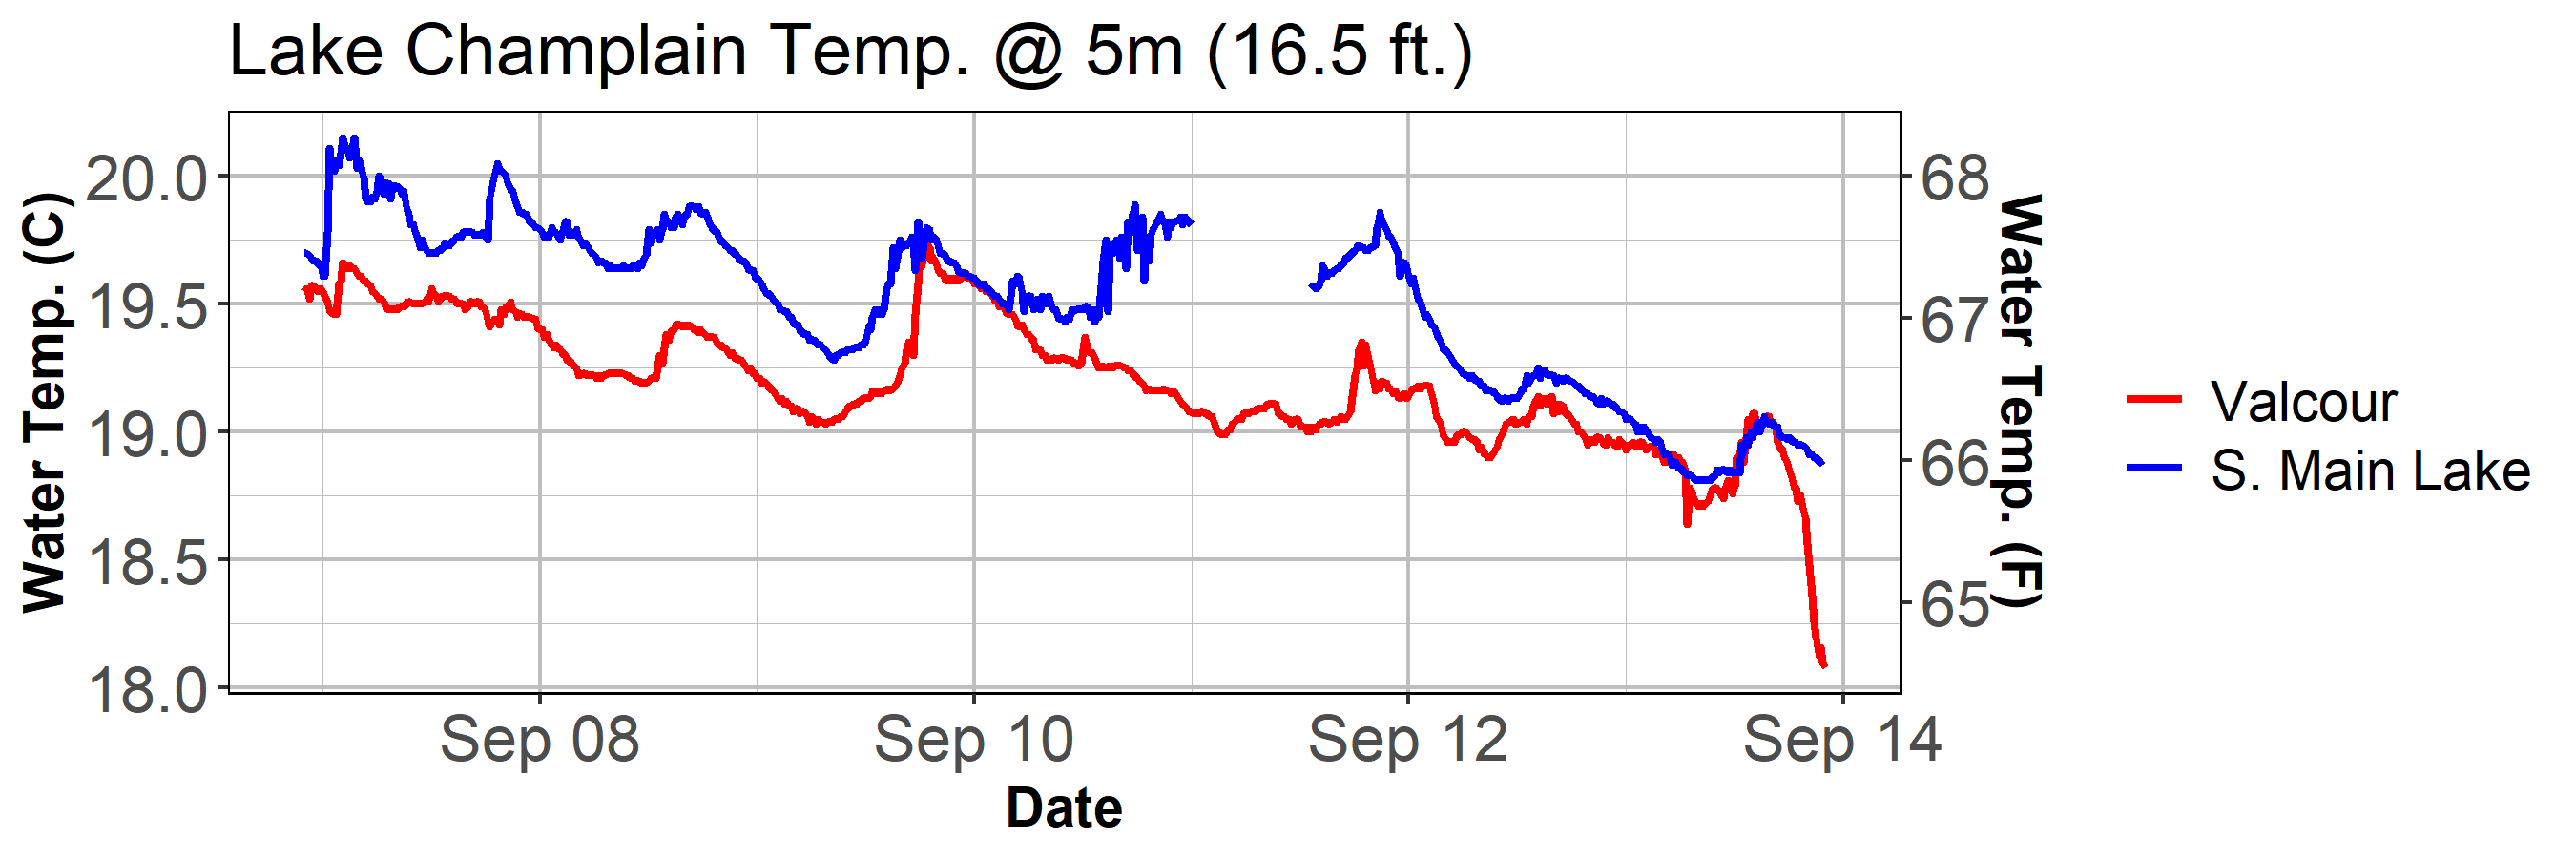 Lake Champlain Temp. @ 5m (16.5 ft.)
Water Temp. (C)
20.0
19.5
19.0
18.5
18.0
68
67
66
65
Water Temp. (F)
Sep 08
Sep 10
Sep 12
Sep 14
Date
Valcour
S. Main Lake